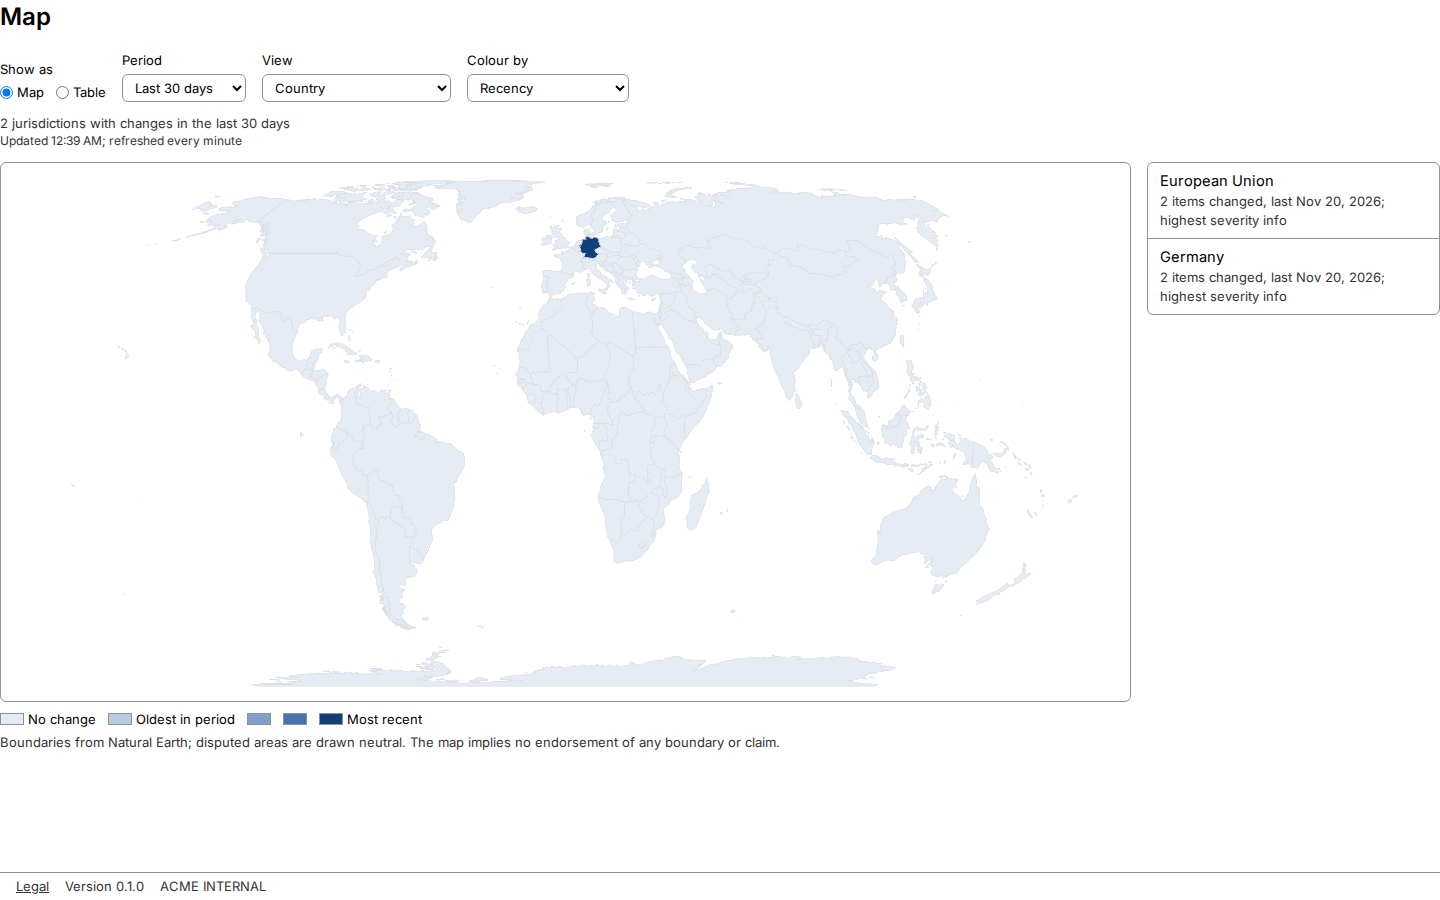 Map
Show as
Map Table
Period
Last 30 days
View
Country
Colour by
Recency
2 jurisdictions with changes in the last 30 days
Updated 12:39 AM; refreshed every minute
European Union
2 items changed, last Nov 20, 2026;
highest severity info
Germany
2 items changed, last Nov 20, 2026;
highest severity info
No change Oldest in period Most recent
Boundaries from Natural Earth; disputed areas are drawn neutral. The map implies no endorsement of any boundary or claim.
Legal Version 0.1.0 ACME INTERNAL